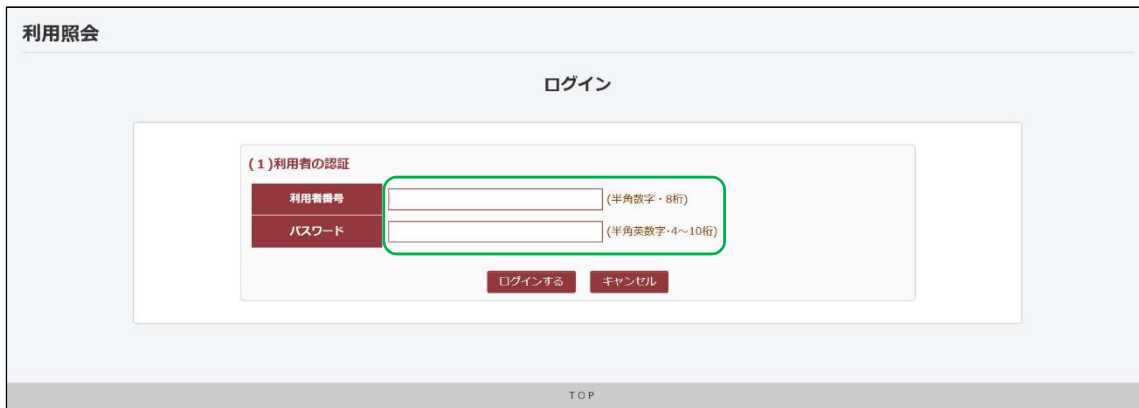 利用照会
ログイン
(1)利用者の認証
利用者番号 (半角数字・8桁)
パスワード (半角英数字・4～10桁)
ログインする キャンセル
TOP